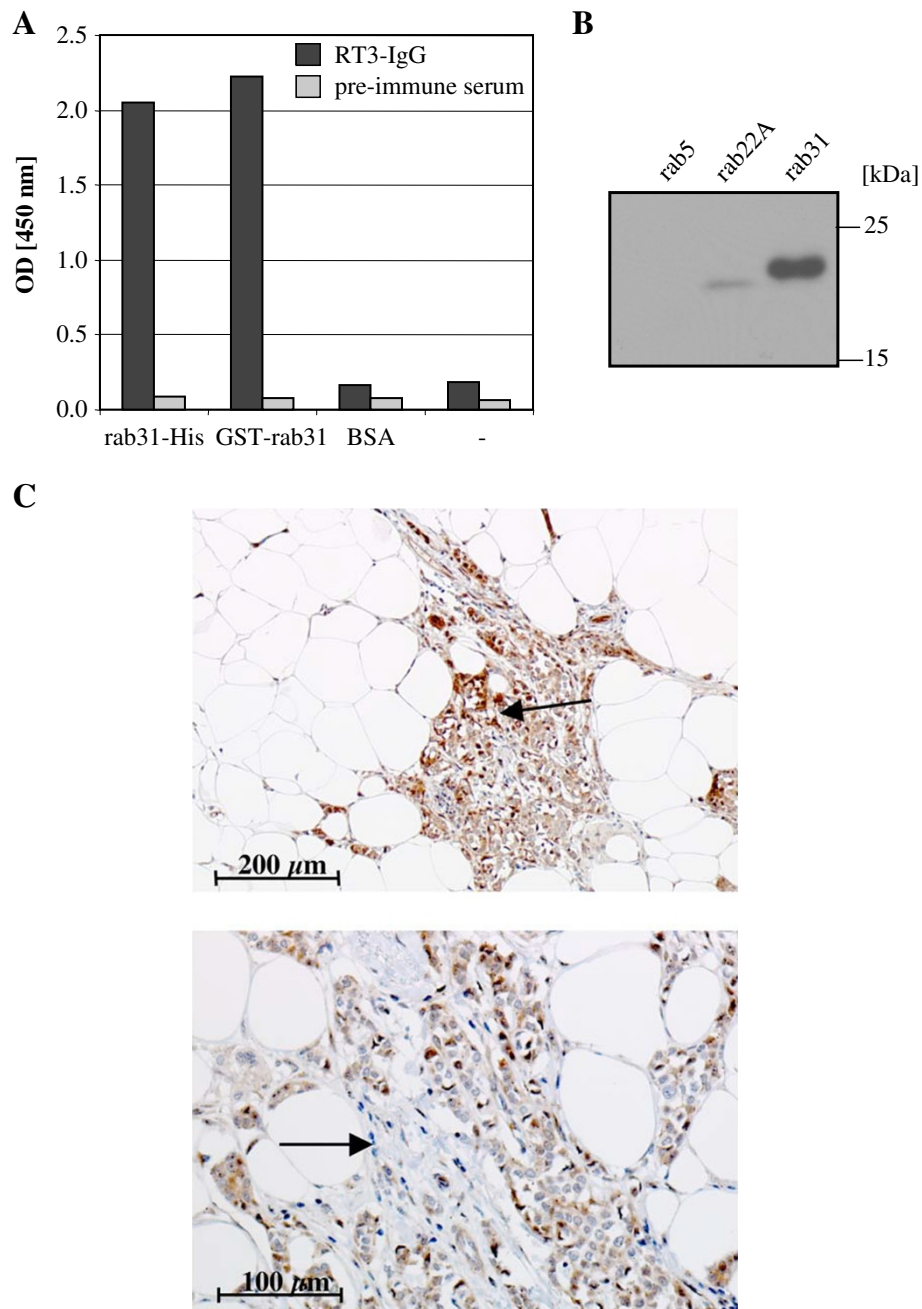 A
2.5
2.0
1.5
1.0
0.5
0.0
OD [450 nm]
RT3-IgG
pre-immune serum
rab31-His GST-rab31 BSA -
B
rab5 rab22A rab31
[kDa]
25
15
C
200 µm
100 µm